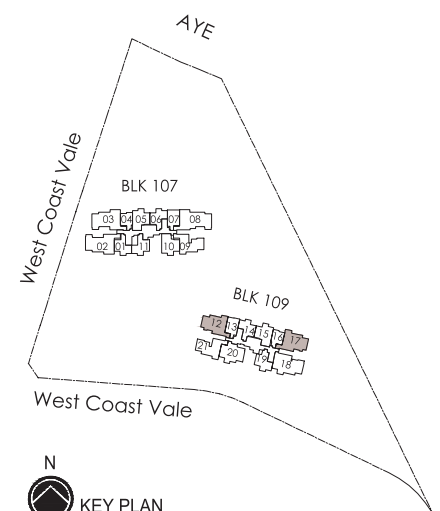 AYE
West Coast Vale
BLK 107
03 04 05 06 07 08
02 01 11 10 09
BLK 109
12 13 14 15 16 17
21 20 19 18
West Coast Vale
N
KEY PLAN